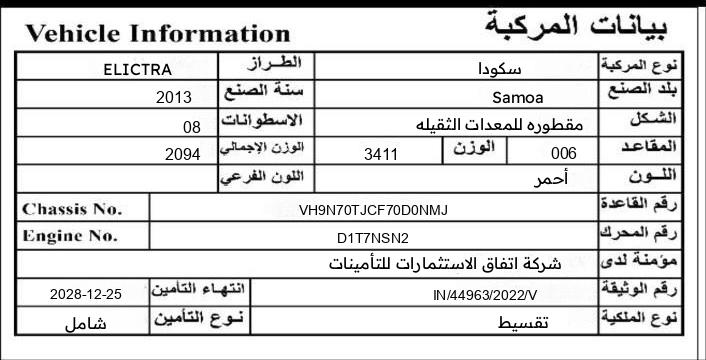 Vehicle Information بيانات المركبة
نوع المركبة سكودا الطراز ELICTRA
بلد الصنع Samoa سنة الصنع 2013
الشكل مقطوره للمعدات الثقيله الاسطوانات 08
المقاعد 006 الوزن 3411 الوزن الإجمالي 2094
اللون أحمر اللون الفرعي
رقم القاعدة VH9N70TJCF70D0NMJ Chassis No.
رقم المحرك D1T7NSN2 Engine No.
مؤمنة لدى شركة اتفاق الاستثمارات للتأمينات
رقم الوثيقة IN/44963/2022/V انتهاء التأمين 2028-12-25
نوع الملكية تقسيط نوع التأمين شامل